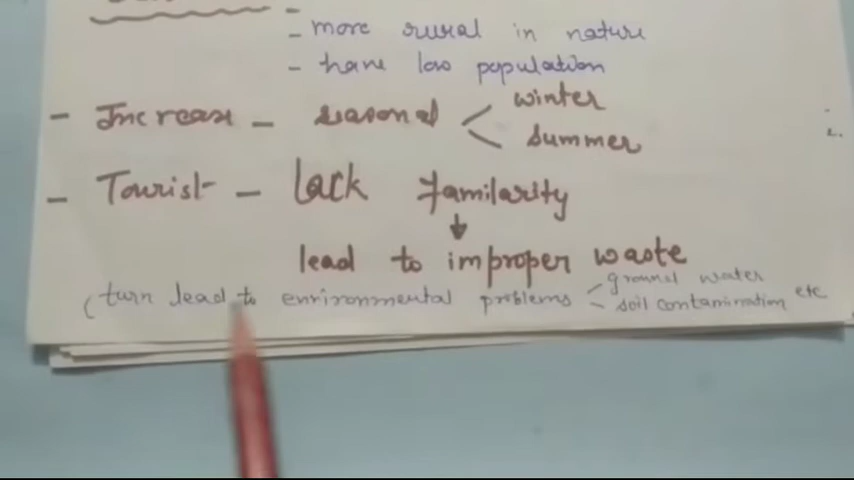 - more rural in nature
- have low population
- Increase - seasonal < winter
summer
- Tourist - Lack familarity
↓
lead to improper waste
(turn lead to environmental problems - ground water
- soil contamination etc